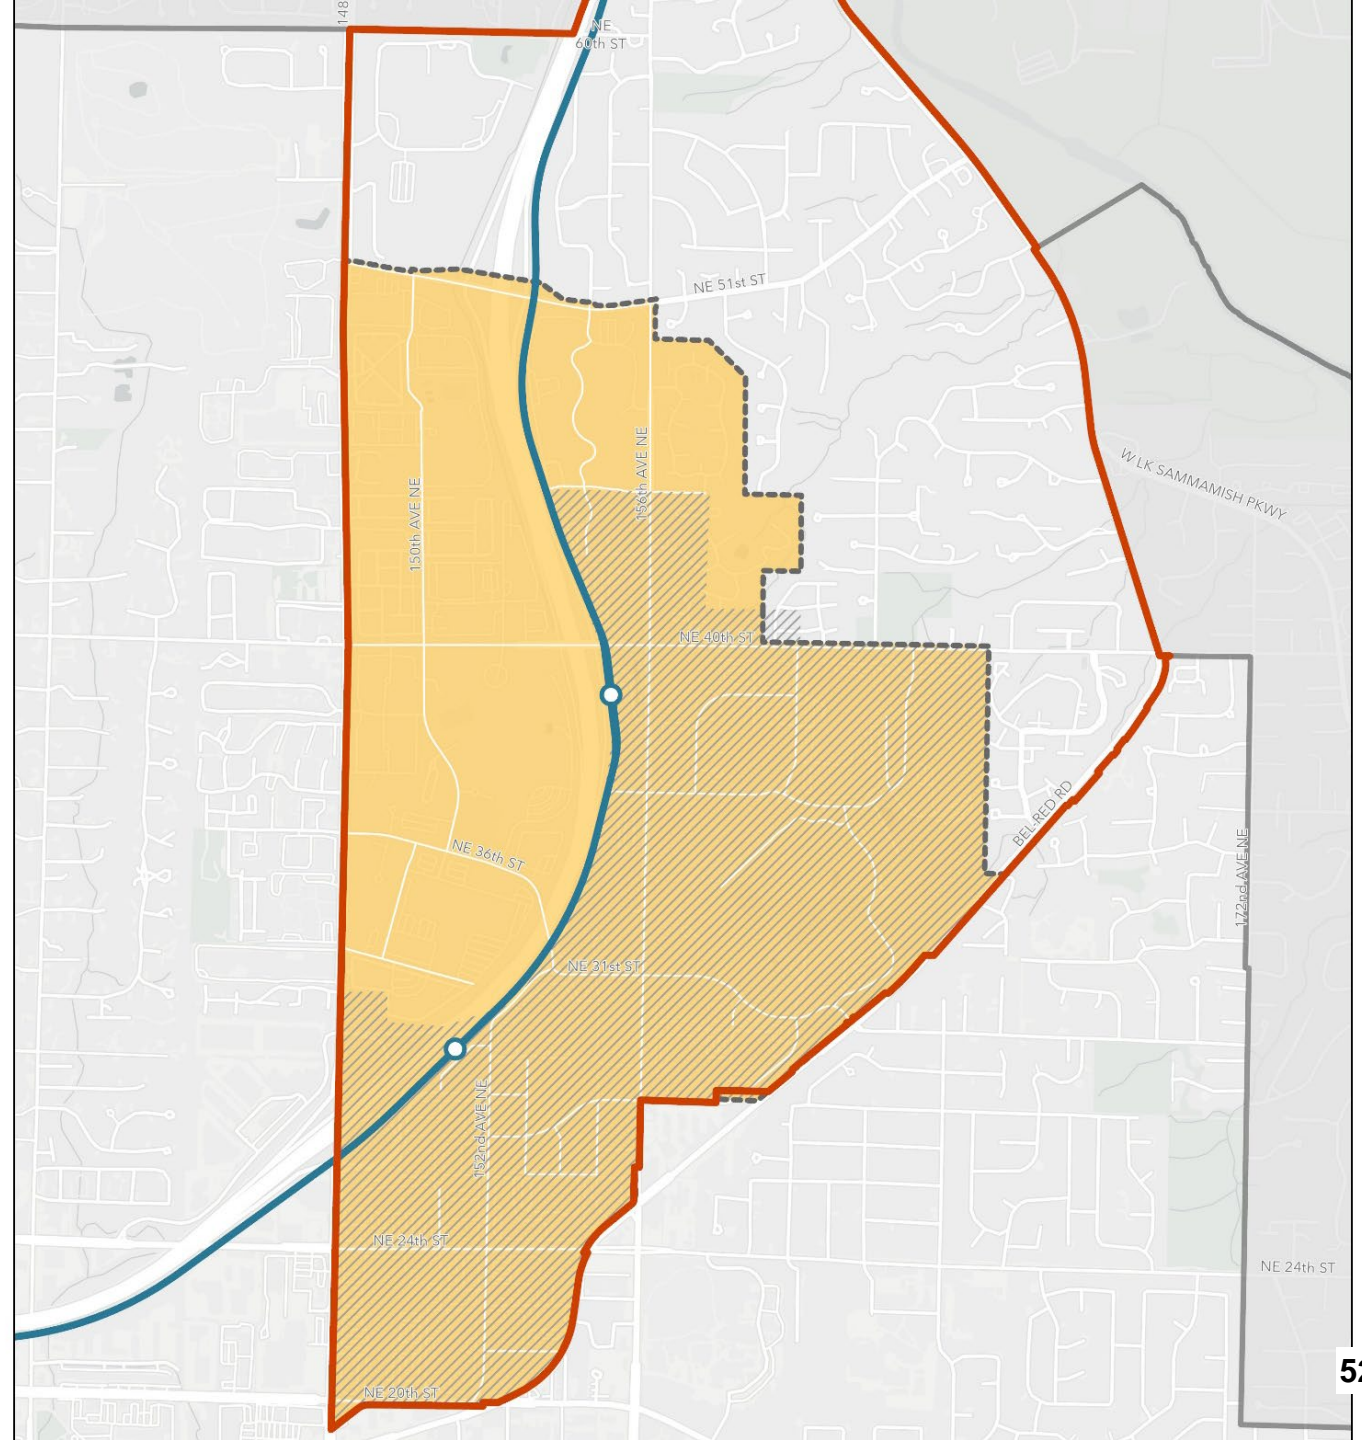 148
NE
60th ST
NE 51st ST
156th AVE NE
W LK SAMMAMISH PKWY
150th AVE NE
NE 40th ST
BEL-RED RD
NE 36th ST
172nd AVE NE
NE 31st ST
152nd AVE NE
NE 24th ST
NE 24th ST
52
NE 20th ST